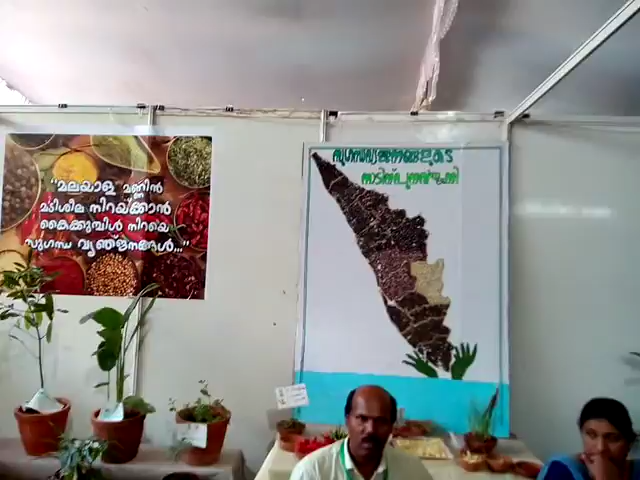 "മലയാള മണ്ണിൻ
മടിശീല നിറയ്ക്കാൻ
കൈക്കുമ്പിൾ നിറയെ
സുഗന്ധ വ്യഞ്ജനങ്ങൾ..."
സുഗന്ധവ്യഞ്ജനങ്ങളുടെ